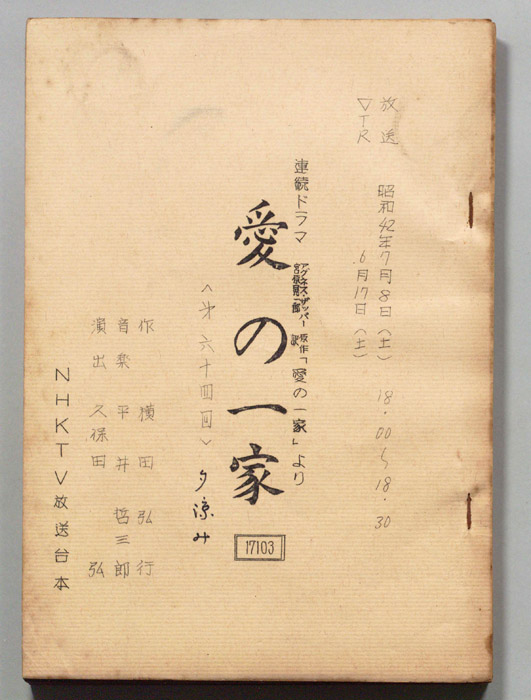 放送 昭和42年7月8日(土) 18.00〜18.30
VTR 6月17日(土)
連続ドラマ アグネス・ザッパー 原作「愛の一家」より
訳
愛の一家
17103
〈第六十四回〉 夕涼み
作 横田弘行
音楽 平井哲三郎
演出 久保田 弘
NHKTV放送台本